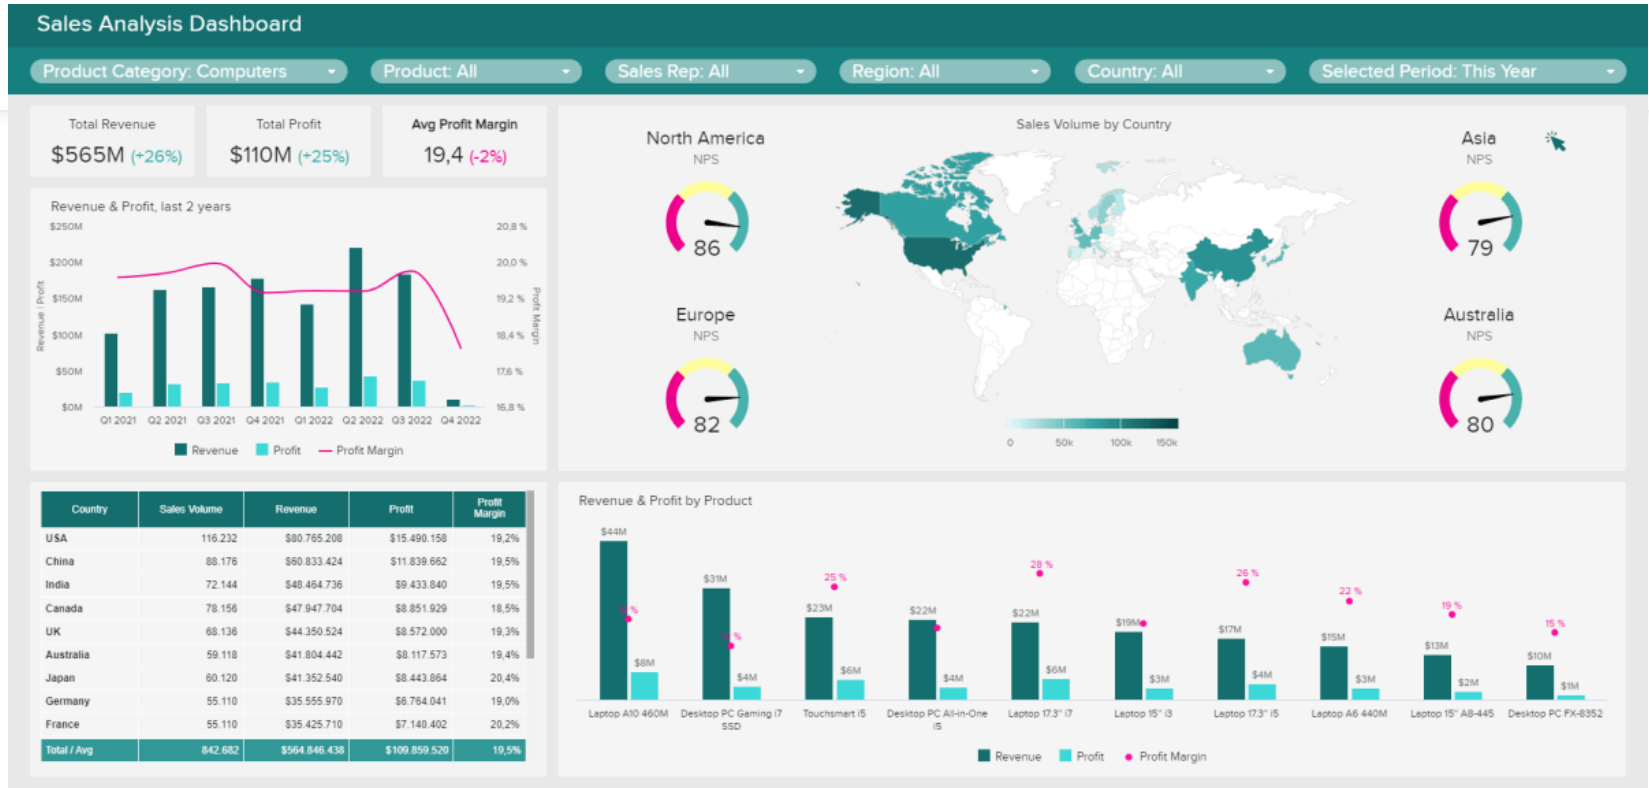 Sales Analysis Dashboard
Product Category: Computers
Product: All
Sales Rep: All
Region: All
Country: All
Selected Period: This Year
Total Revenue
$565M (+26%)
Total Profit
$110M (+25%)
Avg Profit Margin
19,4 (-2%)
Revenue & Profit, last 2 years
$250M
$200M
$150M
$100M
$50M
$0M
Revenue | Profit
20,8 %
20,0 %
19,2 %
18,4 %
17,6 %
16,8 %
Profit Margin
Q1 2021 Q2 2021 Q3 2021 Q4 2021 Q1 2022 Q2 2022 Q3 2022 Q4 2022
Revenue Profit Profit Margin
North America
NPS
86
Europe
NPS
82
Sales Volume by Country
0 50k 100k 150k
Asia
NPS
79
Australia
NPS
80
Country Sales Volume Revenue Profit Profit Margin
USA 116.232 $80.765.208 $15.490.158 19,2%
China 88.176 $60.833.424 $11.839.662 19,5%
India 72.144 $48.464.736 $9.433.840 19,5%
Canada 78.156 $47.947.704 $8.851.929 18,5%
UK 68.136 $44.350.524 $8.572.000 19,3%
Australia 59.118 $41.804.442 $8.117.573 19,4%
Japan 60.120 $41.352.540 $8.443.864 20,4%
Germany 55.110 $35.555.970 $6.764.041 19,0%
France 55.110 $35.425.710 $7.140.402 20,2%
Total / Avg 842.682 $564.846.438 $109.859.520 19,5%
Revenue & Profit by Product
$44M
$8M
$31M
$4M
25 %
$23M
$6M
$22M
$4M
28 %
$22M
$6M
$19M
$3M
26 %
$17M
$4M
22 %
$15M
$3M
19 %
$13M
$2M
15 %
$10M
$1M
Laptop A10 460M
Desktop PC Gaming i7
SSD
Touchsmart i5
Desktop PC All-in-One
i5
Laptop 17.3" i7
Laptop 15" i3
Laptop 17.3" i5
Laptop A6 440M
Laptop 15" A8-445
Desktop PC FX-8352
Revenue Profit Profit Margin